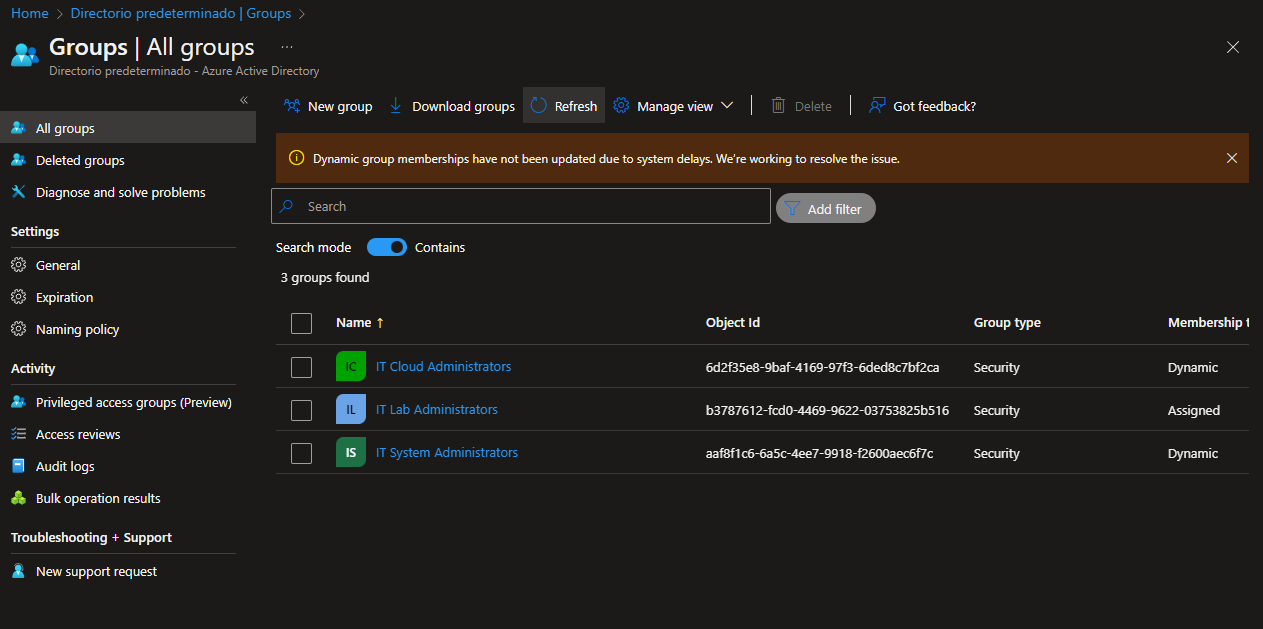 Home > Directorio predeterminado | Groups >
Groups | All groups ...
Directorio predeterminado - Azure Active Directory
«
All groups
Deleted groups
Diagnose and solve problems
Settings
General
Expiration
Naming policy
Activity
Privileged access groups (Preview)
Access reviews
Audit logs
Bulk operation results
Troubleshooting + Support
New support request
New group Download groups Refresh Manage view Delete Got feedback?
Dynamic group memberships have not been updated due to system delays. We're working to resolve the issue.
Search Add filter
Search mode Contains
3 groups found
Name ↑ Object Id Group type Membership t
IC IT Cloud Administrators 6d2f35e8-9baf-4169-97f3-6ded8c7bf2ca Security Dynamic
IL IT Lab Administrators b3787612-fcd0-4469-9622-03753825b516 Security Assigned
IS IT System Administrators aaf8f1c6-6a5c-4ee7-9918-f2600aec6f7c Security Dynamic